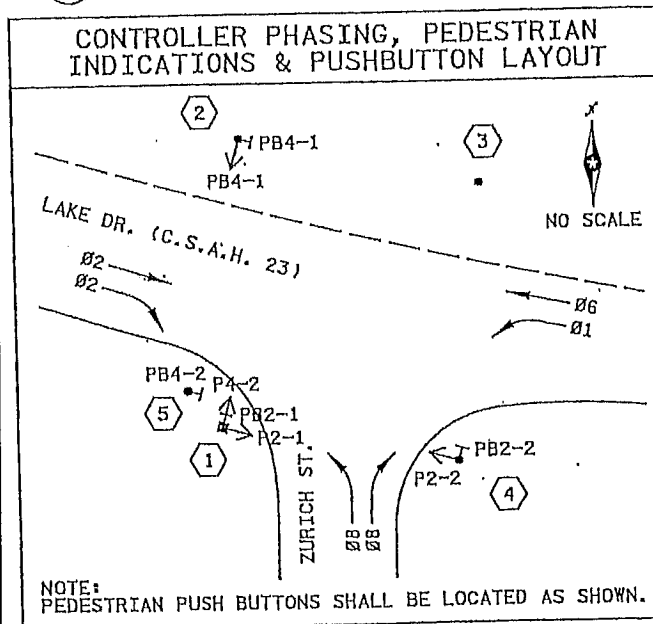 CONTROLLER PHASING, PEDESTRIAN
INDICATIONS & PUSHBUTTON LAYOUT
2
PB4-1
PB4-1
3
NO SCALE
LAKE DR. (C.S.A.H. 23)
Ø2
Ø2
Ø6
Ø1
PB4-2
P4-2
5
PB2-1
P2-1
1
PB2-2
P2-2
4
ZURICH ST.
Ø8
Ø8
NOTE:
PEDESTRIAN PUSH BUTTONS SHALL BE LOCATED AS SHOWN.